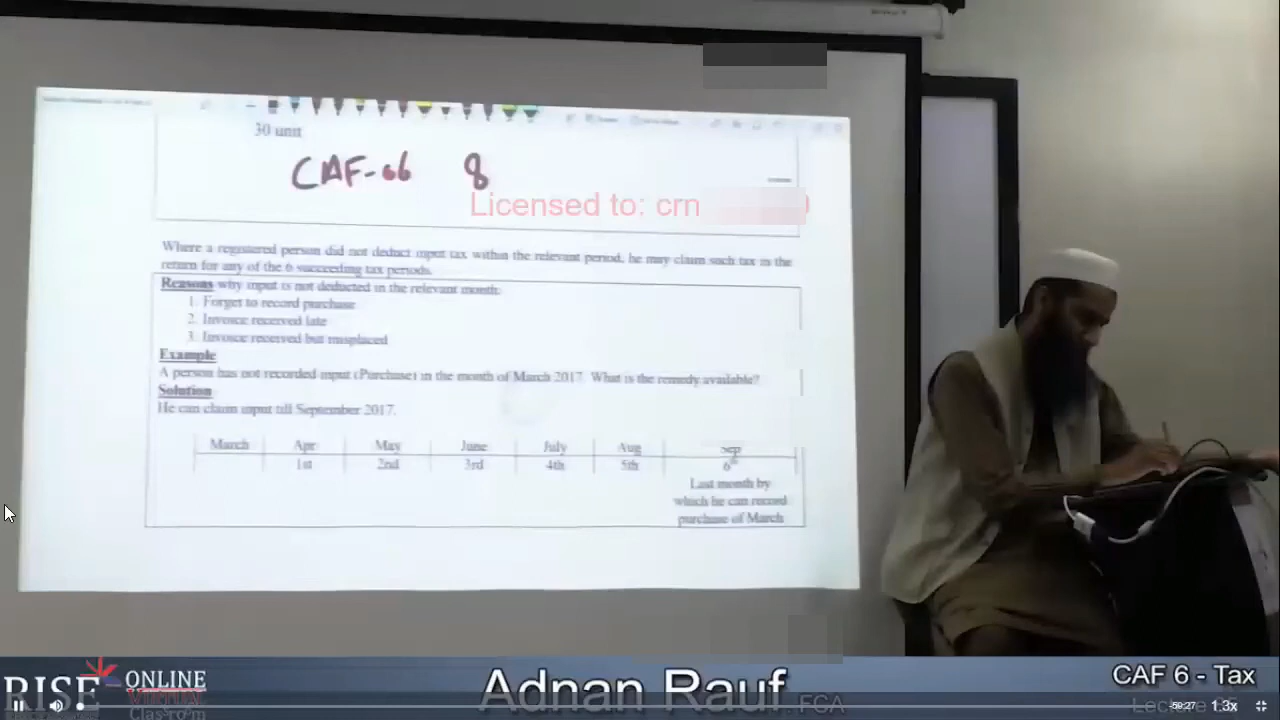 30 unit
CAF-06 8
Licensed to: crn
Where a registered person did not deduct input tax within the relevant period, he may claim such tax in the
return for any of the 6 succeeding tax periods.
Reasons why input is not deducted in the relevant month:
1. Forget to record purchase
2. Invoice received late
3. Invoice received but misplaced
Example
A person has not recorded input (Purchase) in the month of March 2017. What is the remedy available?
Solution
He can claim input till September 2017.
March Apr May June July Aug Sep
1st 2nd 3rd 4th 5th 6th
Last month by
which he can record
purchase of March
RISE ONLINE
VIRTUAL
Classroom
Adnan Rauf
FCA
CAF 6 - Tax
-59:27 1.3x